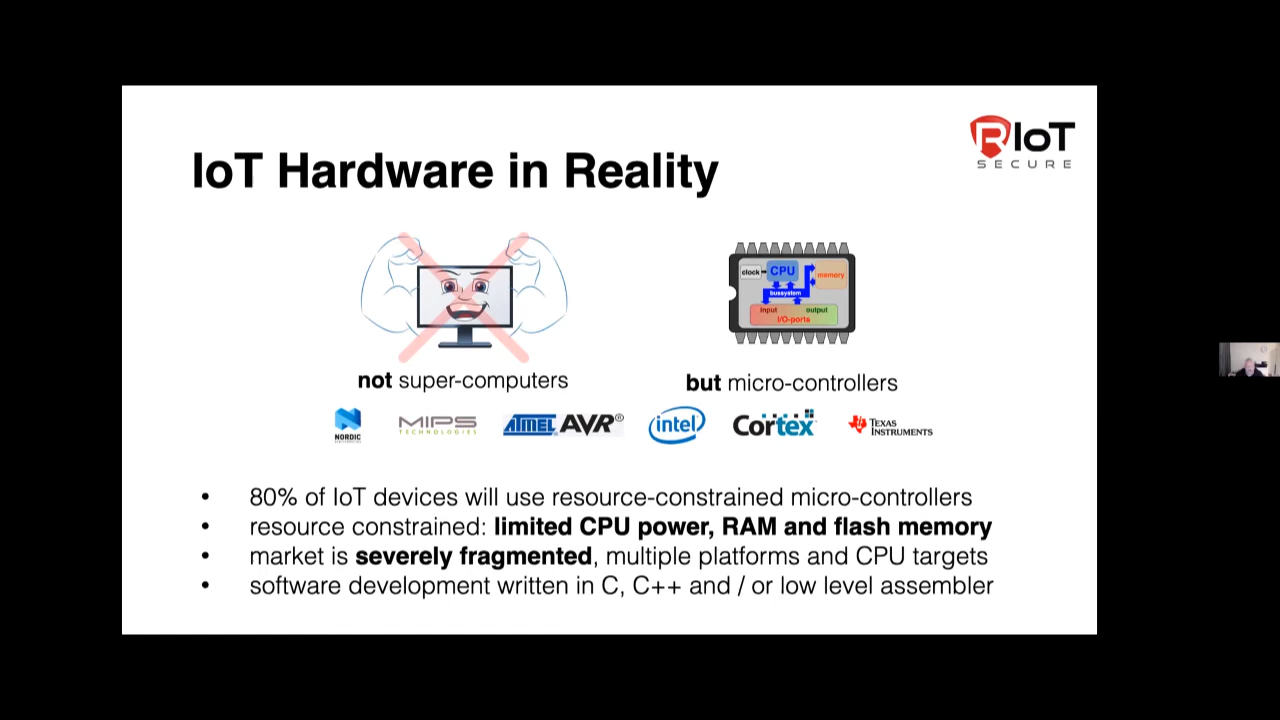 RIoT
SECURE
IoT Hardware in Reality
clock
CPU
memory
bussystem
input
output
I/O-ports
not super-computers
but micro-controllers
NORDIC
MIPS
TECHNOLOGIES
ATMEL AVR®
intel
Cortex
TEXAS
INSTRUMENTS
• 80% of IoT devices will use resource-constrained micro-controllers
• resource constrained: limited CPU power, RAM and flash memory
• market is severely fragmented, multiple platforms and CPU targets
• software development written in C, C++ and / or low level assembler